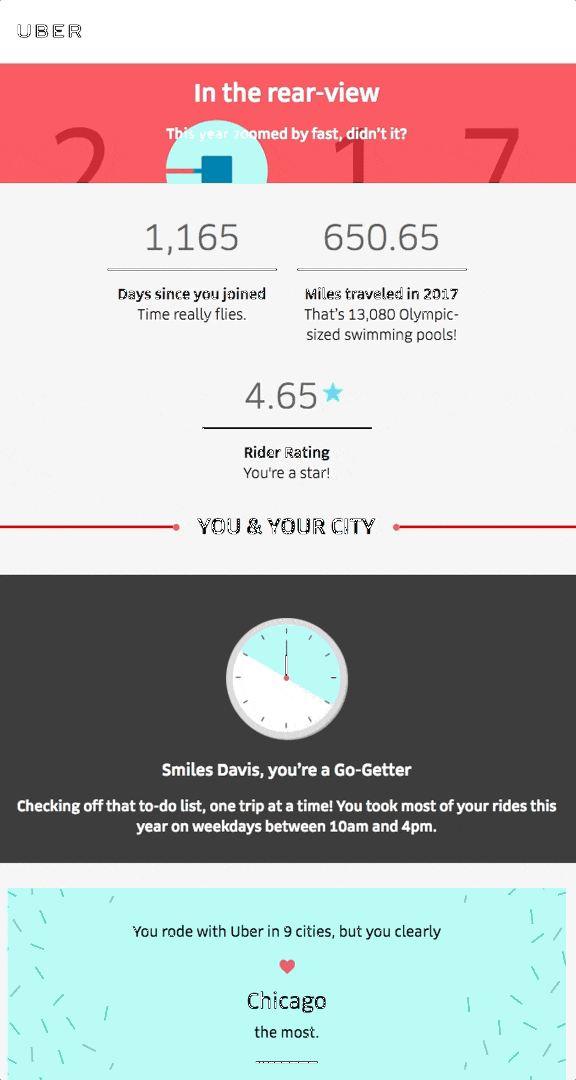 UBER
In the rear-view
This year zoomed by fast, didn't it?
2 1 7
1,165
650.65
Days since you joined
Time really flies.
Miles traveled in 2017
That's 13,080 Olympic-
sized swimming pools!
4.65
Rider Rating
You're a star!
YOU & YOUR CITY
Smiles Davis, you're a Go-Getter
Checking off that to-do list, one trip at a time! You took most of your rides this
year on weekdays between 10am and 4pm.
You rode with Uber in 9 cities, but you clearly
Chicago
the most.